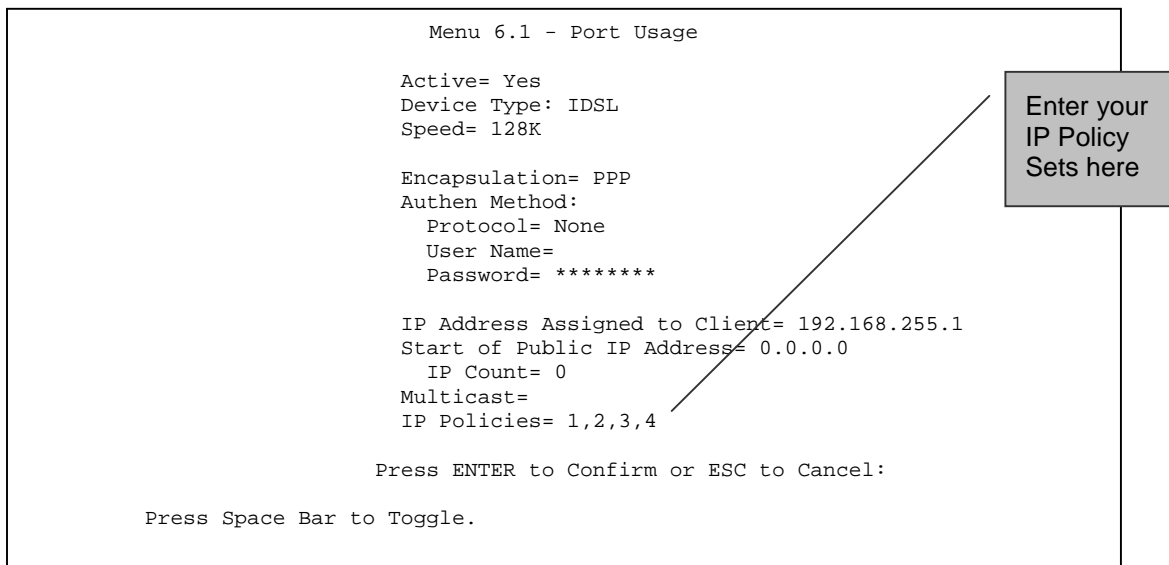 Menu 6.1 - Port Usage
Active= Yes
Device Type: IDSL
Speed= 128K
Encapsulation= PPP
Authen Method:
Protocol= None
User Name=
Password= ********
IP Address Assigned to Client= 192.168.255.1
Start of Public IP Address= 0.0.0.0
IP Count= 0
Multicast=
IP Policies= 1,2,3,4
Press ENTER to Confirm or ESC to Cancel:
Press Space Bar to Toggle.
Enter your
IP Policy
Sets here